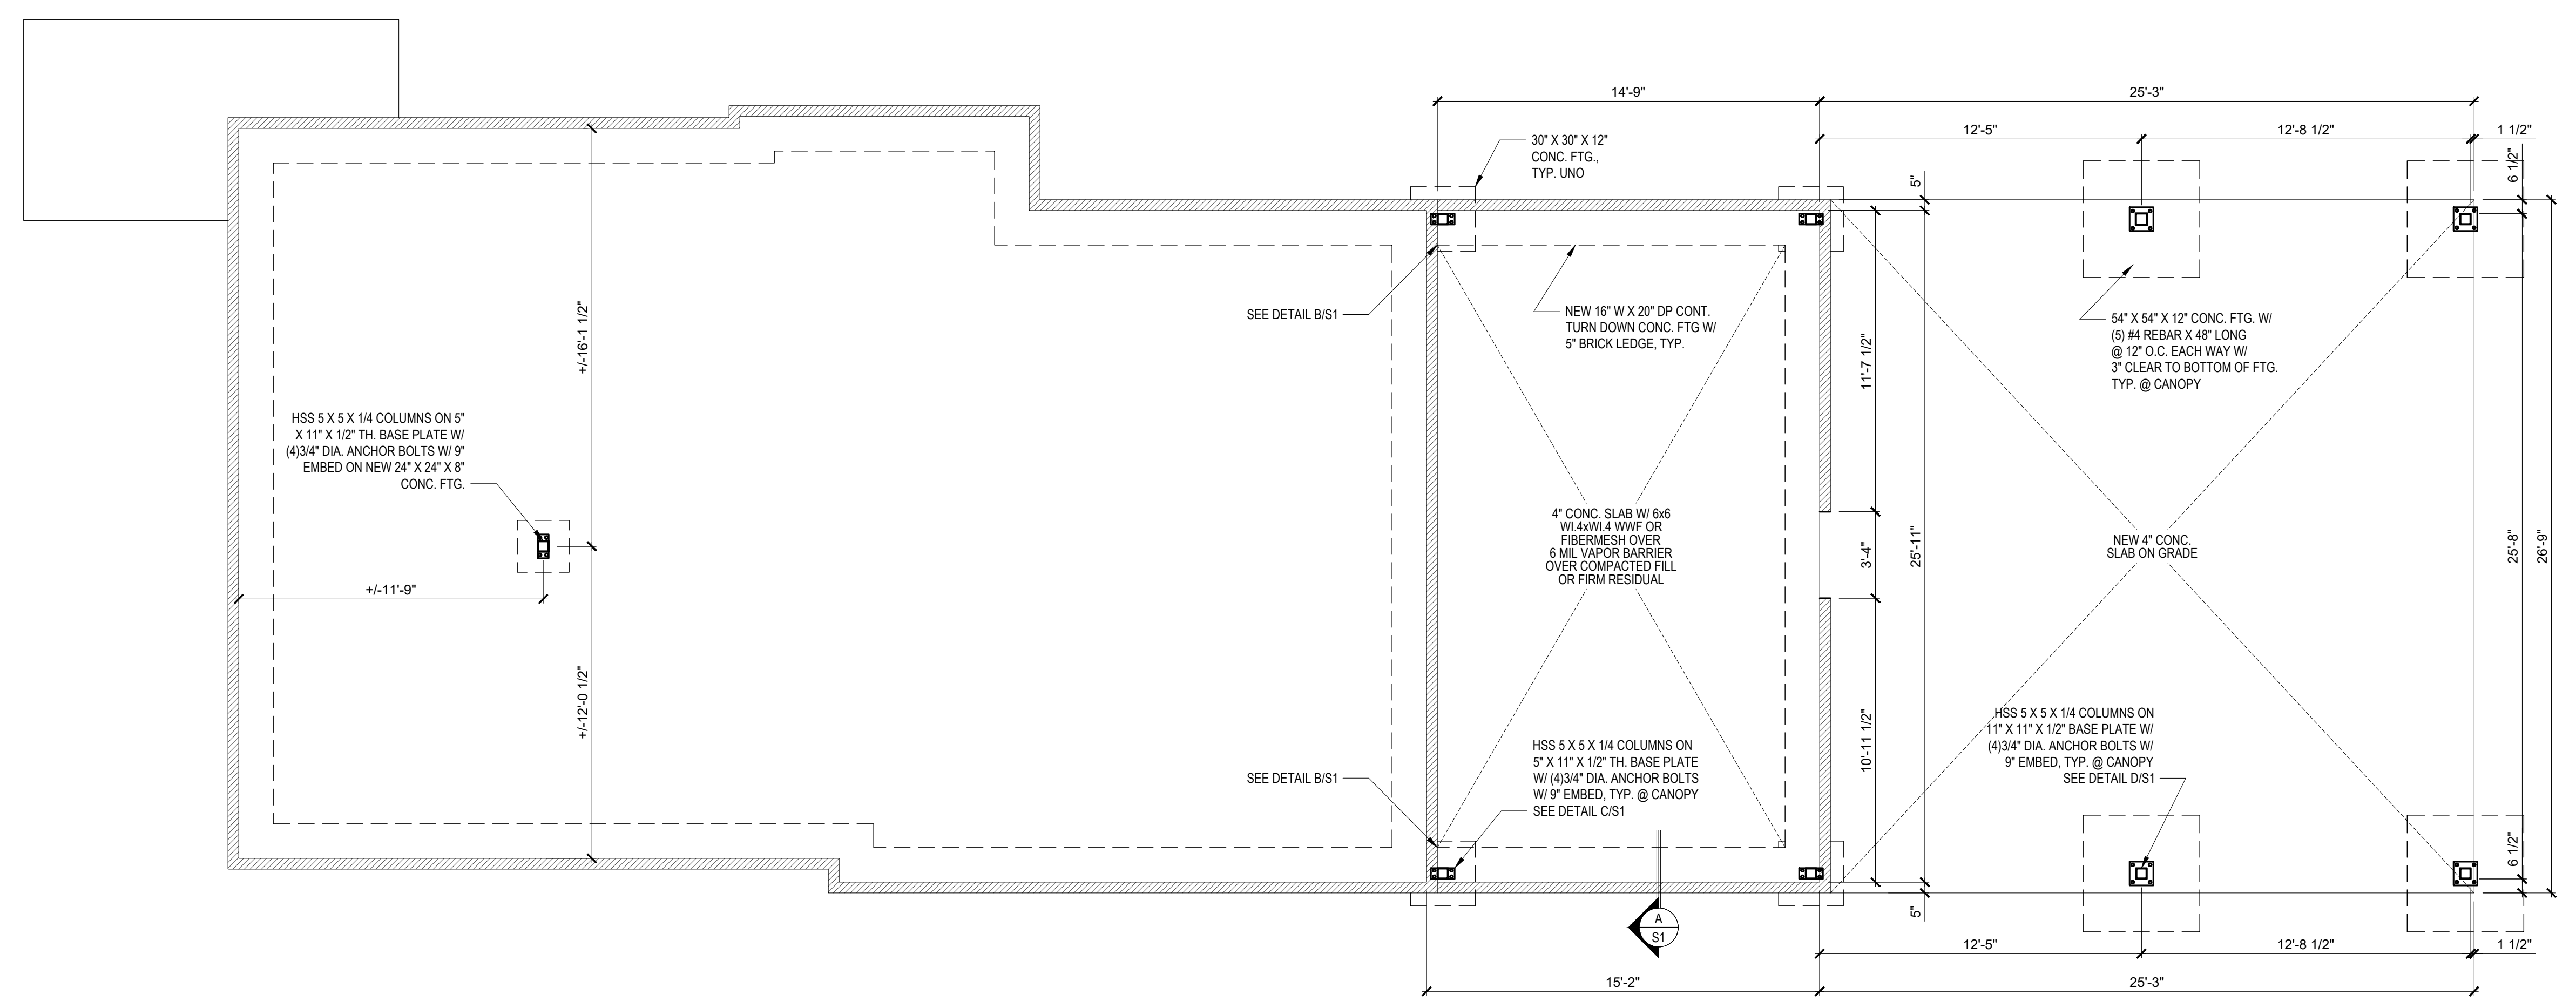 14'-9"
25'-3"
12'-5"
12'-8 1/2"
1 1/2"
30" X 30" X 12"
CONC. FTG.,
TYP. UNO
5"
6 1/2"
SEE DETAIL B/S1
NEW 16" W X 20" DP CONT.
TURN DOWN CONC. FTG W/
5" BRICK LEDGE, TYP.
54" X 54" X 12" CONC. FTG. W/
(5) #4 REBAR X 48" LONG
@ 12" O.C. EACH WAY W/
3" CLEAR TO BOTTOM OF FTG.
TYP. @ CANOPY
+/-16'-1 1/2"
11'-7 1/2"
HSS 5 X 5 X 1/4 COLUMNS ON 5"
X 11" X 1/2" TH. BASE PLATE W/
(4)3/4" DIA. ANCHOR BOLTS W/ 9"
EMBED ON NEW 24" X 24" X 8"
CONC. FTG.
4" CONC. SLAB W/ 6x6
WI.4xWI.4 WWF OR
FIBERMESH OVER
6 MIL VAPOR BARRIER
OVER COMPACTED FILL
OR FIRM RESIDUAL
3'-4"
25'-11"
NEW 4" CONC.
SLAB ON GRADE
25'-8"
26'-9"
+/-11'-9"
+/-12'-0 1/2"
10'-11 1/2"
SEE DETAIL B/S1
HSS 5 X 5 X 1/4 COLUMNS ON
5" X 11" X 1/2" TH. BASE PLATE
W/ (4)3/4" DIA. ANCHOR BOLTS
W/ 9" EMBED, TYP. @ CANOPY
SEE DETAIL C/S1
HSS 5 X 5 X 1/4 COLUMNS ON
11" X 11" X 1/2" BASE PLATE W/
(4)3/4" DIA. ANCHOR BOLTS W/
9" EMBED, TYP. @ CANOPY
SEE DETAIL D/S1
6 1/2"
5"
A
S1
12'-5"
12'-8 1/2"
1 1/2"
15'-2"
25'-3"